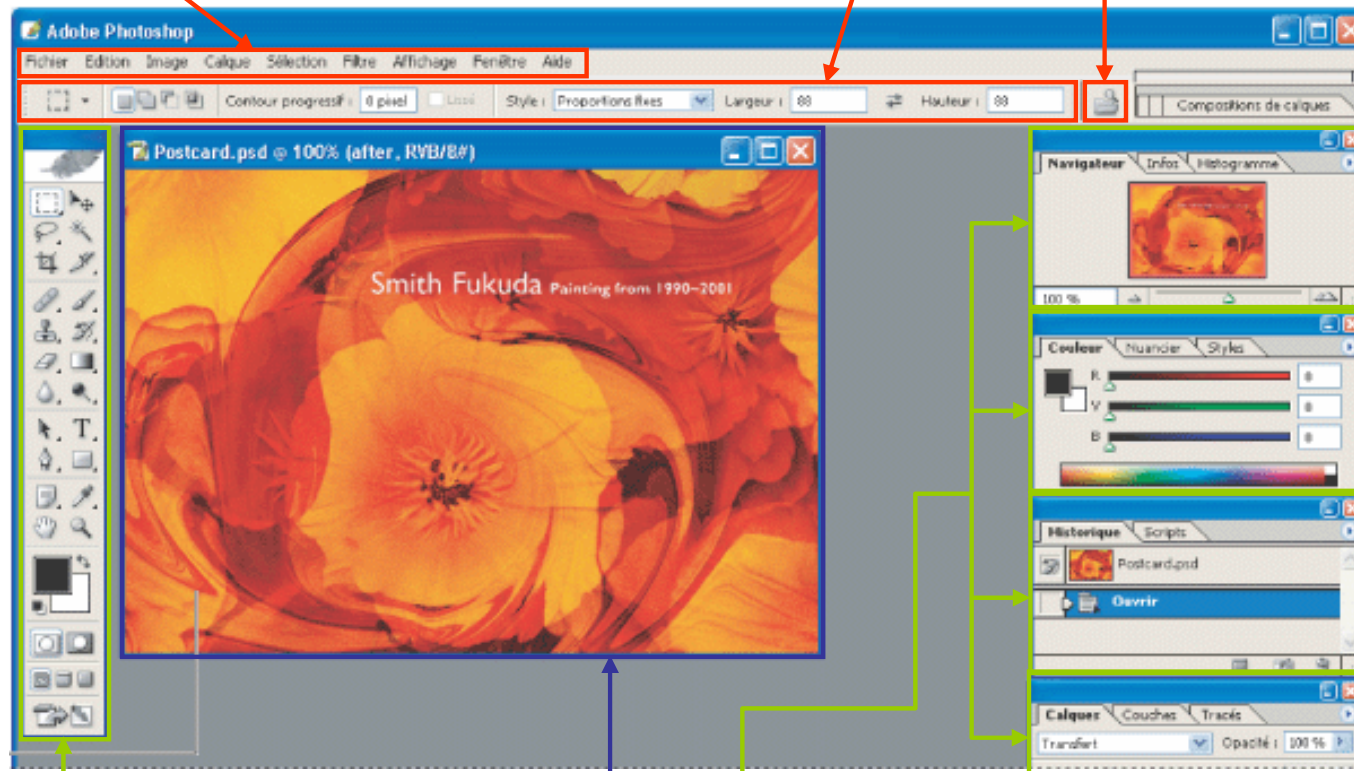 Adobe Photoshop
Fichier Edition Image Calque Sélection Filtre Affichage Fenêtre Aide
Contour progressif : 0 pixel Lissé Style : Proportions fixes Largeur : 88 Hauteur : 88
Compositions de calques
Postcard.psd @ 100% (after, RVB/8#)
Navigateur Infos Histogramme
Smith Fukuda Painting from 1990–2001
100 %
Couleur Nuancier Styles
R 0
V 0
B 0
T
Historique Scripts
Postcard.psd
Ouvrir
Calques Couches Tracés
Transfert Opacité : 100 %